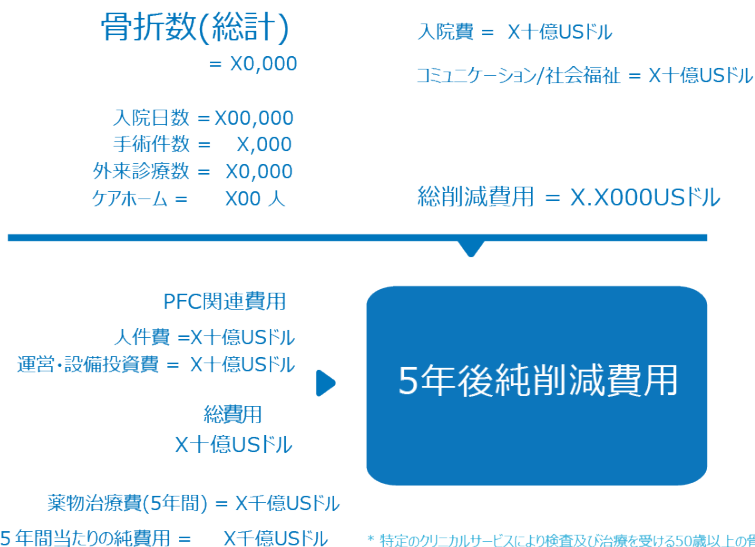 骨折数(総計)
= X0,000
入院日数 = X00,000
手術件数 = X,000
外来診療数 = X0,000
ケアホーム = X00 人
入院費 = X十億USドル
コミュニケーション/社会福祉 = X十億USドル
総削減費用 = X.X000USドル
PFC関連費用
人件費 =X十億USドル
運営・設備投資費 = X十億USドル
総費用
X十億USドル
5年後純削減費用
薬物治療費(5年間) = X千億USドル
5年間当たりの純費用 = X千億USドル
* 特定のクリニカルサービスにより検査及び治療を受ける50歳以上の